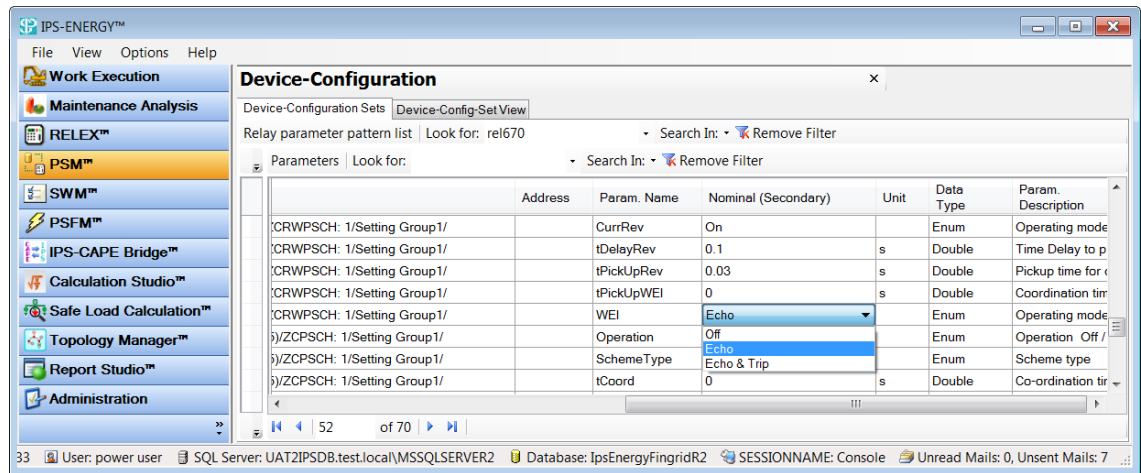 IPS-ENERGY™
File View Options Help
Work Execution
Maintenance Analysis
RELEX™
PSM™
SWM™
PSFM™
IPS-CAPE Bridge™
Calculation Studio™
Safe Load Calculation™
Topology Manager™
Report Studio™
Administration
»
Device-Configuration ×
Device-Configuration Sets Device-Config-Set View
Relay parameter pattern list Look for: rel670 Search In: Remove Filter
Parameters Look for: Search In: Remove Filter
Address Param. Name Nominal (Secondary) Unit Data Type Param. Description
ZCRWPSCH: 1/Setting Group1/ CurrRev On Enum Operating mode
ZCRWPSCH: 1/Setting Group1/ tDelayRev 0.1 s Double Time Delay to p
ZCRWPSCH: 1/Setting Group1/ tPickUpRev 0.03 s Double Pickup time for
ZCRWPSCH: 1/Setting Group1/ tPickUpWEI 0 s Double Coordination tim
ZCRWPSCH: 1/Setting Group1/ WEI Echo Enum Operating mode
)/ZCPSCH: 1/Setting Group1/ Operation Off Enum Operation Off /
)/ZCPSCH: 1/Setting Group1/ SchemeType Echo Enum Scheme type
Echo & Trip
)/ZCPSCH: 1/Setting Group1/ tCoord 0 s Double Co-ordination tir
52 of 70
33 User: power user SQL Server: UAT2IPSDB.test.local\MSSQLSERVER2 Database: IpsEnergyFingridR2 SESSIONNAME: Console Unread Mails: 0, Unsent Mails: 7